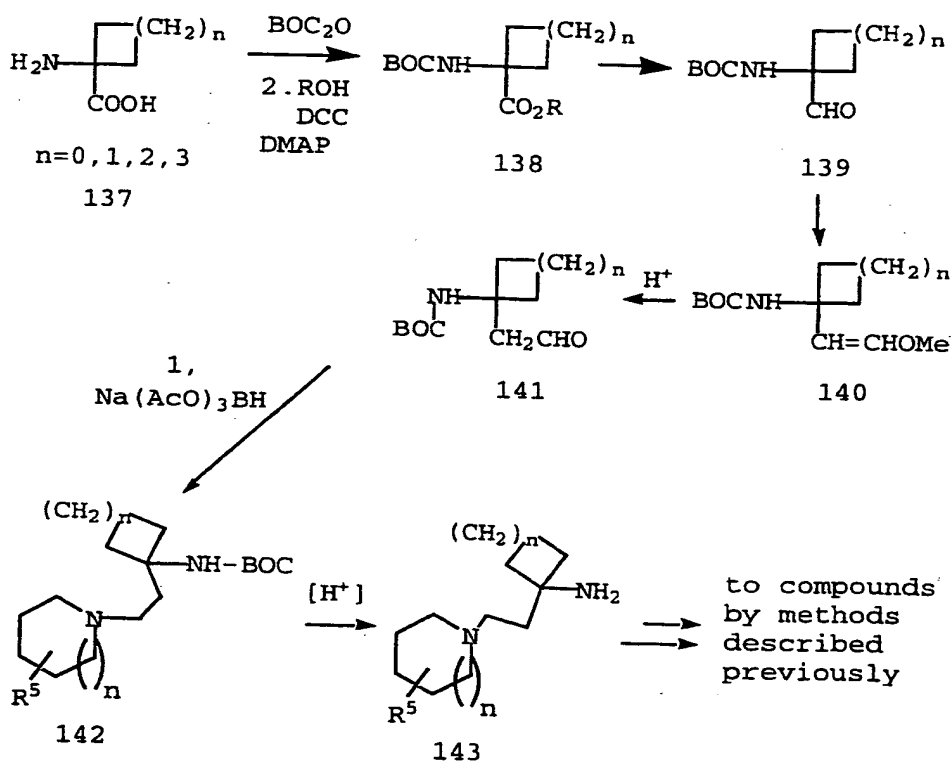 (CH2)n
H2N
COOH
n=0,1,2,3
137
BOC2O
2.ROH
DCC
DMAP
(CH2)n
BOCNH
CO2R
138
(CH2)n
BOCNH
CHO
139
(CH2)n
BOCNH
CH=CHOMe
140
H+
(CH2)n
NH
BOC
CH2CHO
141
1,
Na(AcO)3BH
(CH2)n
NH-BOC
N
( )n
R5
142
[H+]
(CH2)n
NH2
N
( )n
R5
143
to compounds
by methods
described
previously